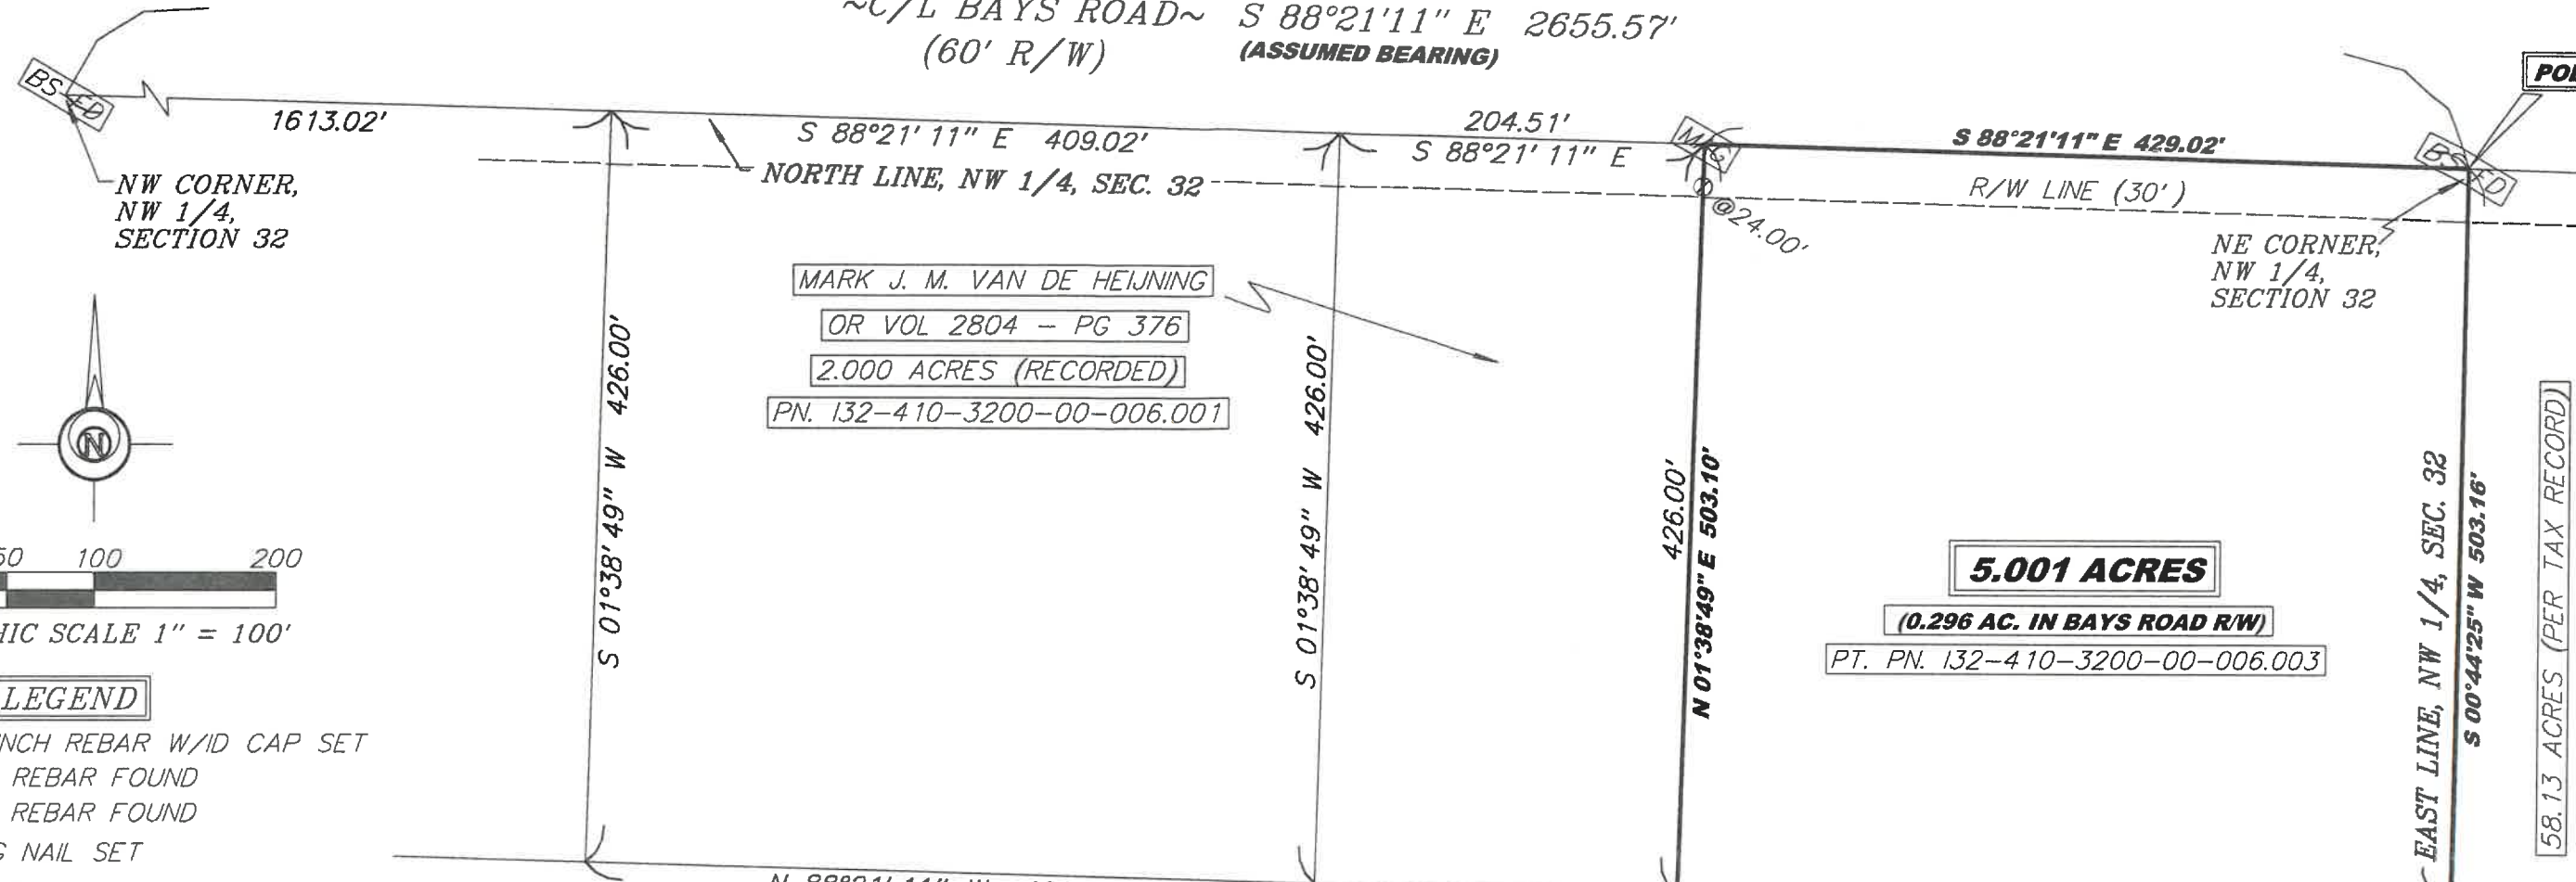 ~C/L BAYS ROAD~ S 88°21'11" E 2655.57'
(60' R/W)
(ASSUMED BEARING)
BS FD
1613.02'
NW CORNER,
NW 1/4,
SECTION 32
S 88°21'11" E 409.02'
NORTH LINE, NW 1/4, SEC. 32
204.51'
S 88°21'11" E
MAG
@24.00'
S 88°21'11" E 429.02'
R/W LINE (30')
BS FD
NE CORNER,
NW 1/4,
SECTION 32
MARK J. M. VAN DE HEIJNING
OR VOL 2804 - PG 376
2.000 ACRES (RECORDED)
PN. I32-410-3200-00-006.001
S 01°38'49" W 426.00'
S 01°38'49" W 426.00'
426.00'
N 01°38'49" E 503.10'
5.001 ACRES
(0.296 AC. IN BAYS ROAD R/W)
PT. PN. I32-410-3200-00-006.003
EAST LINE, NW 1/4, SEC. 32
S 00°44'25" W 503.16'
58.13 ACRES (PER TAX RECORD)
N
100 200
SCALE 1" = 100'
LEGEND
REBAR W/ID CAP SET
REBAR FOUND
REBAR FOUND
NAIL SET